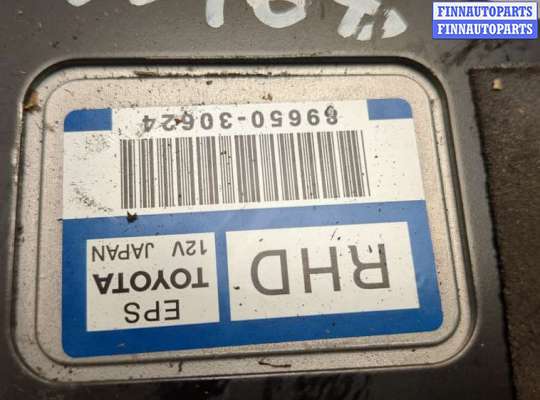 FINNAUTOPARTS
FINNAUTOPARTS
89650-30624
RHD
EPS
TOYOTA
12V JAPAN